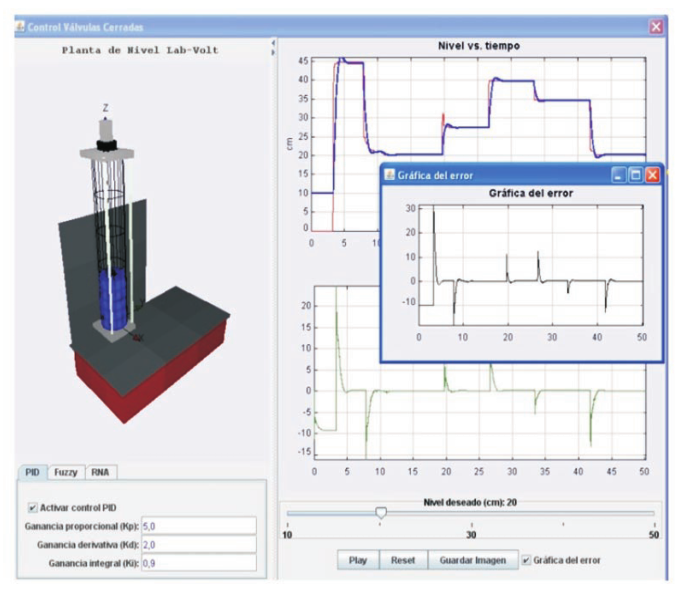 Control Válvulas Cerradas
Planta de Nivel Lab-Volt
Z
PID Fuzzy RNA
Activar control PID
Ganancia proporcional (Kp): 5,0
Ganancia derivativa (Kd): 2,0
Ganancia integral (Ki): 0,9
Nivel vs. tiempo
45
40
35
30
25
20
15
10
5
0
cm
0 5
Gráfica del error
Gráfica del error
30
20
10
0
-10
0 10 20 30 40 50
20
15
10
5
0
-5
-10
-15
0 5 10 15 20 25 30 35 40 45 50
Nivel deseado (cm): 20
10 30 50
Play Reset Guardar Imagen Gráfica del error